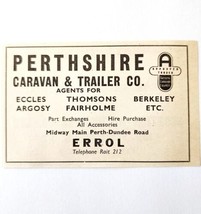 PERTHSHIRE
CARAVAN & TRAILER CO.
AGENTS FOR
ECCLES THOMSONS BERKELEY
ARGOSY FAIRHOLME ETC.
Part Exchanges Hire Purchase
All Accessories
Midway Main Perth-Dundee Road
ERROL
Telephone Rait 212